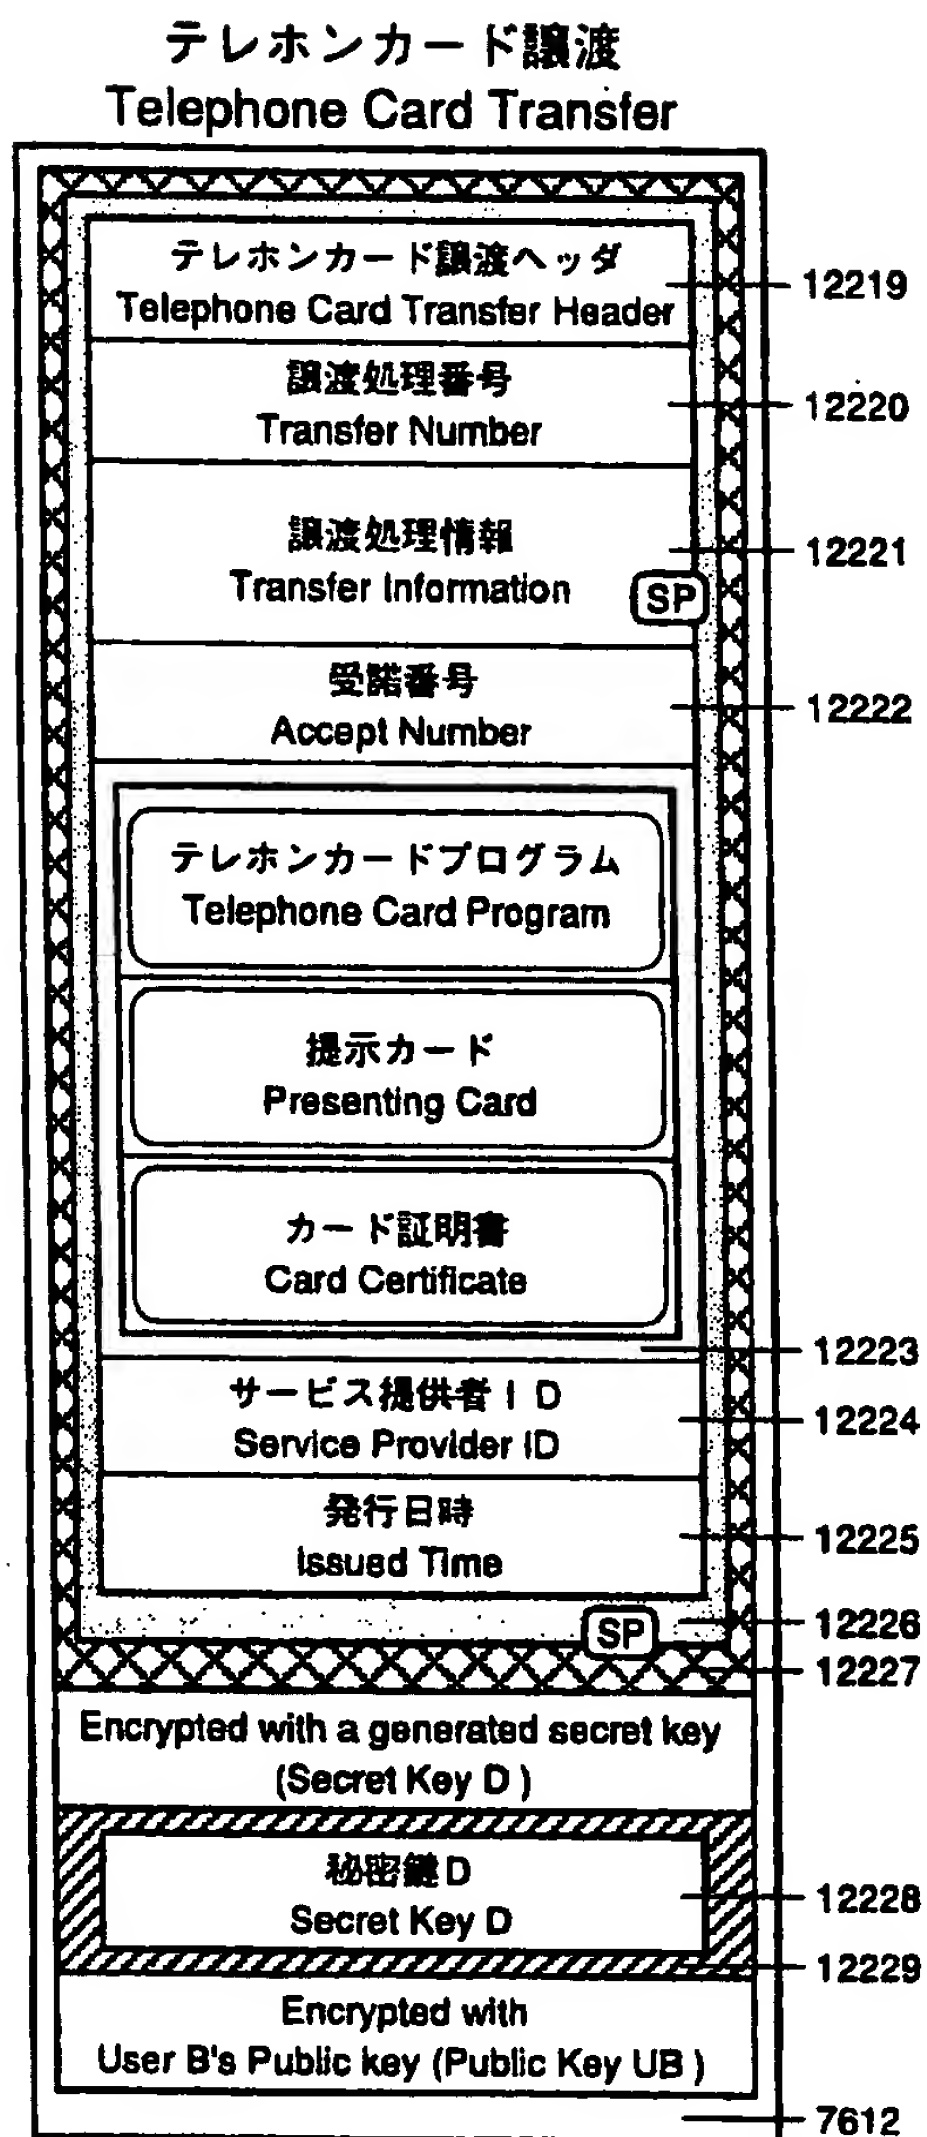 テレホンカード譲渡
Telephone Card Transfer
テレホンカード譲渡ヘッダ
Telephone Card Transfer Header
12219
譲渡処理番号
Transfer Number
12220
譲渡処理情報
Transfer Information
SP
12221
受諾番号
Accept Number
12222
テレホンカードプログラム
Telephone Card Program
提示カード
Presenting Card
カード証明書
Card Certificate
12223
サービス提供者ID
Service Provider ID
12224
発行日時
Issued Time
12225
SP
12226
12227
Encrypted with a generated secret key
(Secret Key D)
秘密鍵D
Secret Key D
12228
12229
Encrypted with
User B's Public key (Public Key UB)
7612